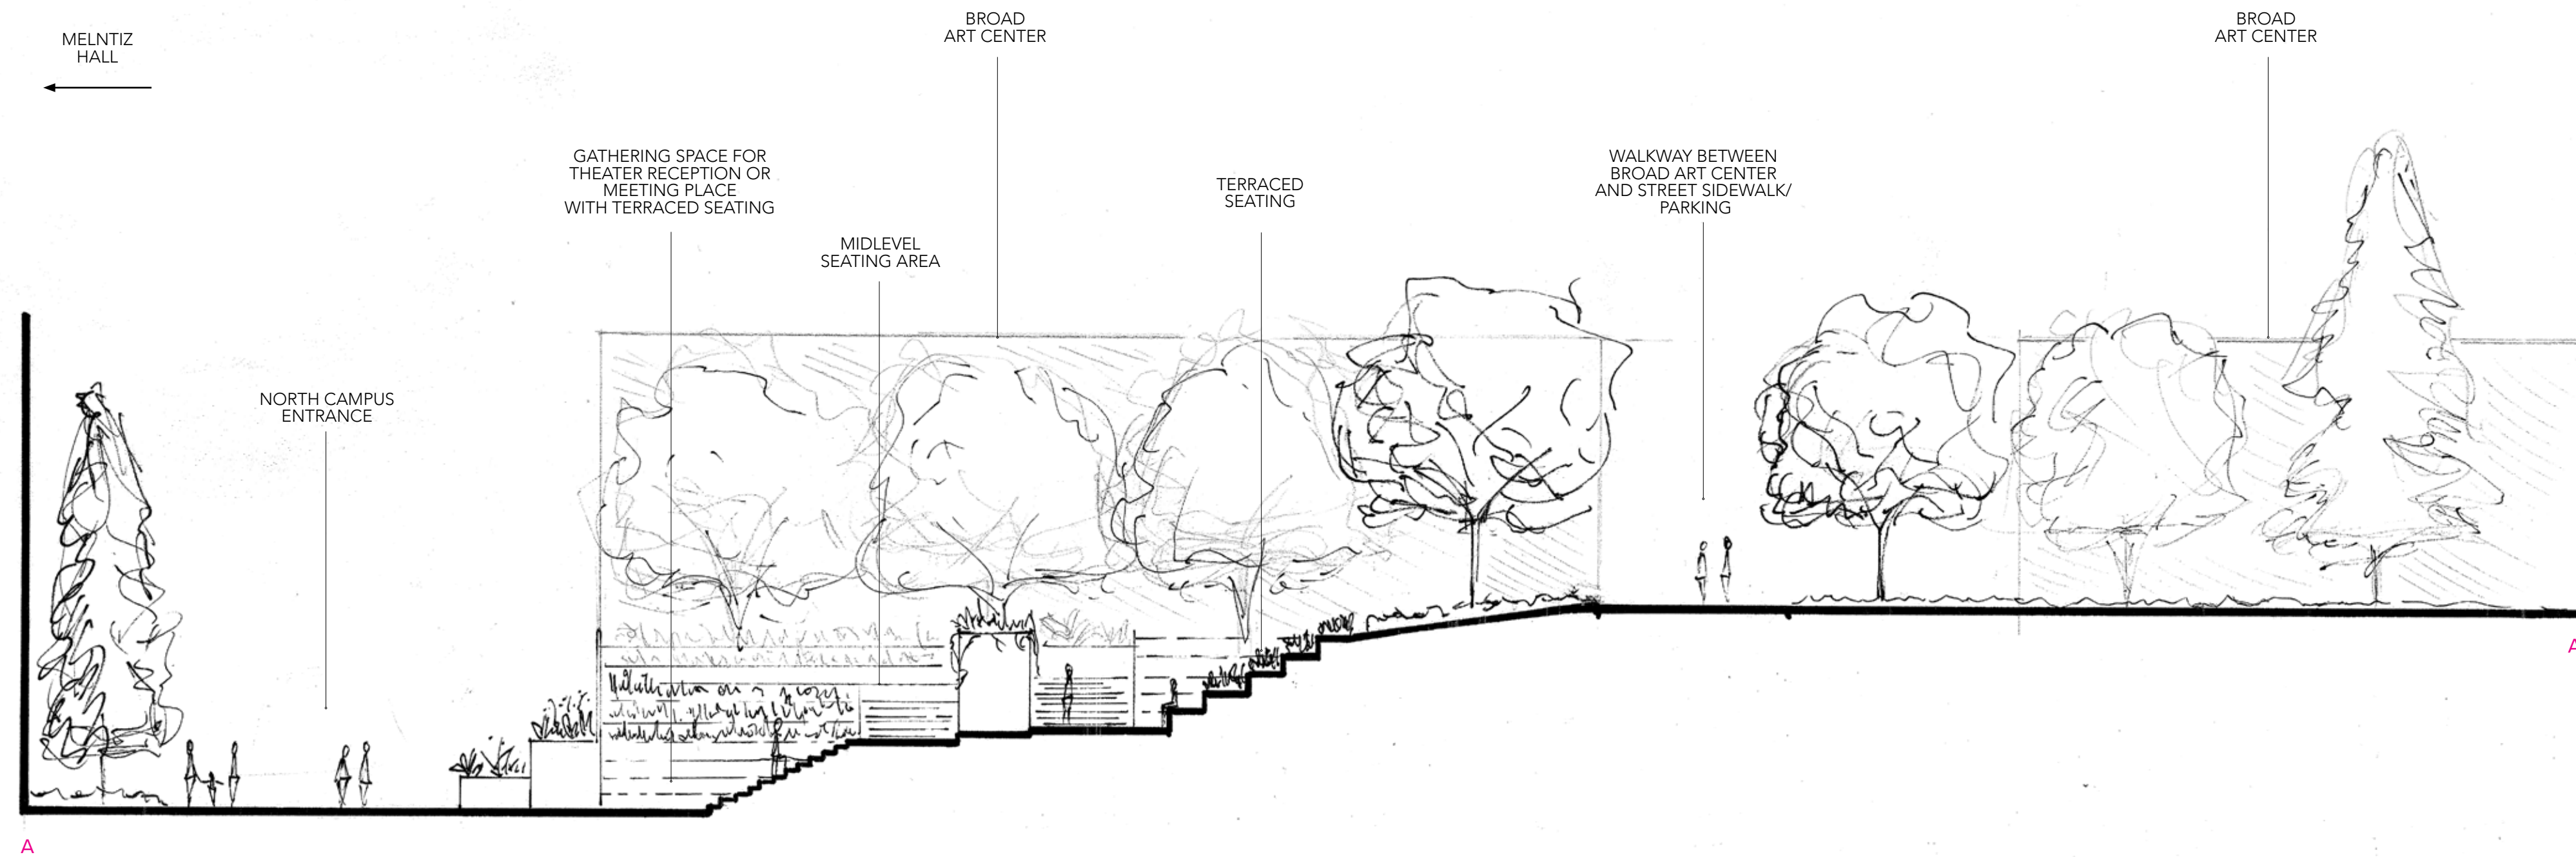 MELNTIZ
HALL
BROAD
ART CENTER
BROAD
ART CENTER
GATHERING SPACE FOR
THEATER RECEPTION OR
MEETING PLACE
WITH TERRACED SEATING
WALKWAY BETWEEN
BROAD ART CENTER
AND STREET SIDEWALK/
PARKING
TERRACED
SEATING
MIDLEVEL
SEATING AREA
NORTH CAMPUS
ENTRANCE
A
A